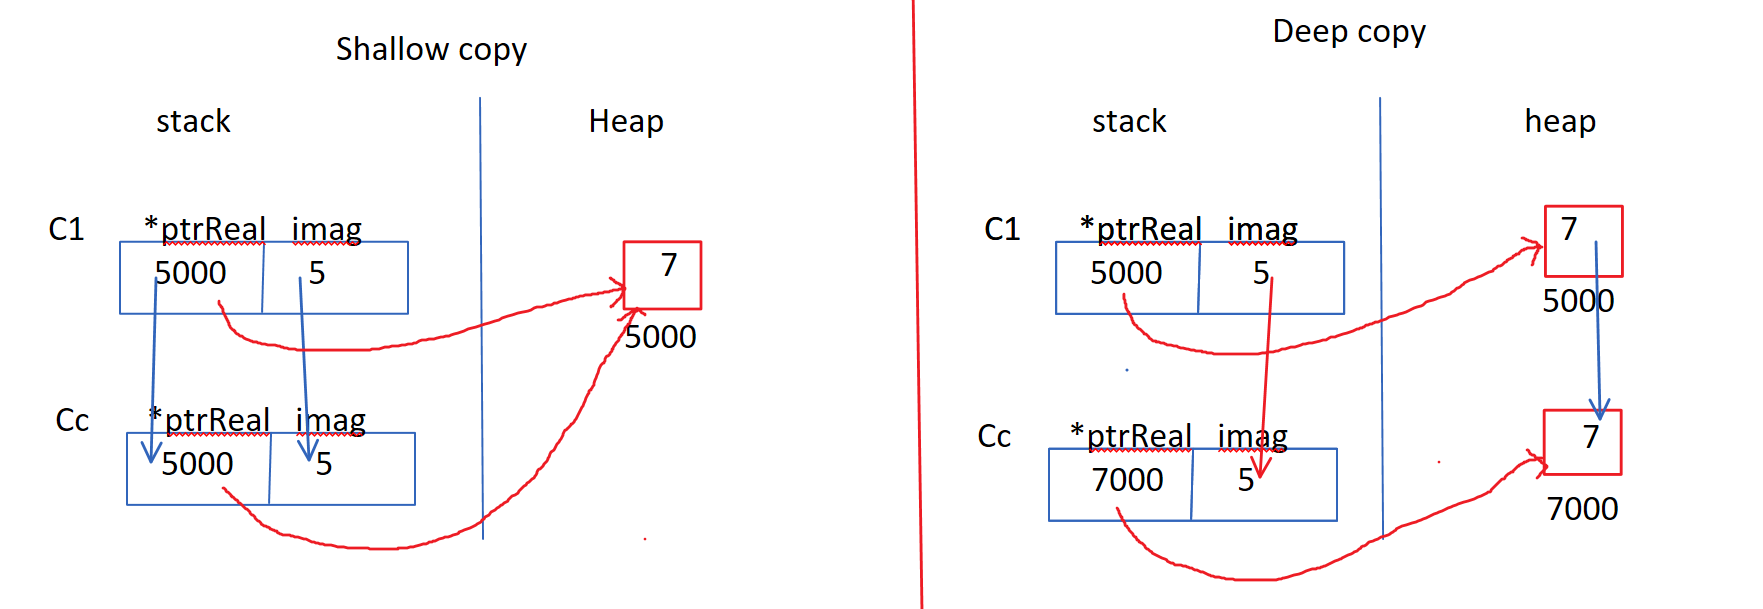 Shallow copy
stack Heap
C1 *ptrReal imag
5000 5
7
5000
Cc *ptrReal imag
5000 5
Deep copy
stack heap
C1 *ptrReal imag
5000 5
7
5000
Cc *ptrReal imag
7000 5
7
7000